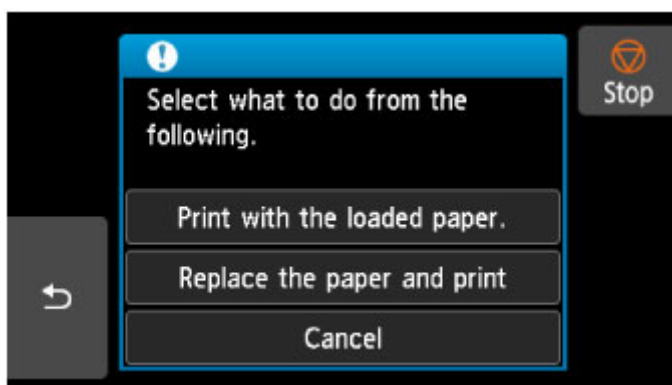 Select what to do from the
following.
Stop
Print with the loaded paper.
Replace the paper and print
Cancel